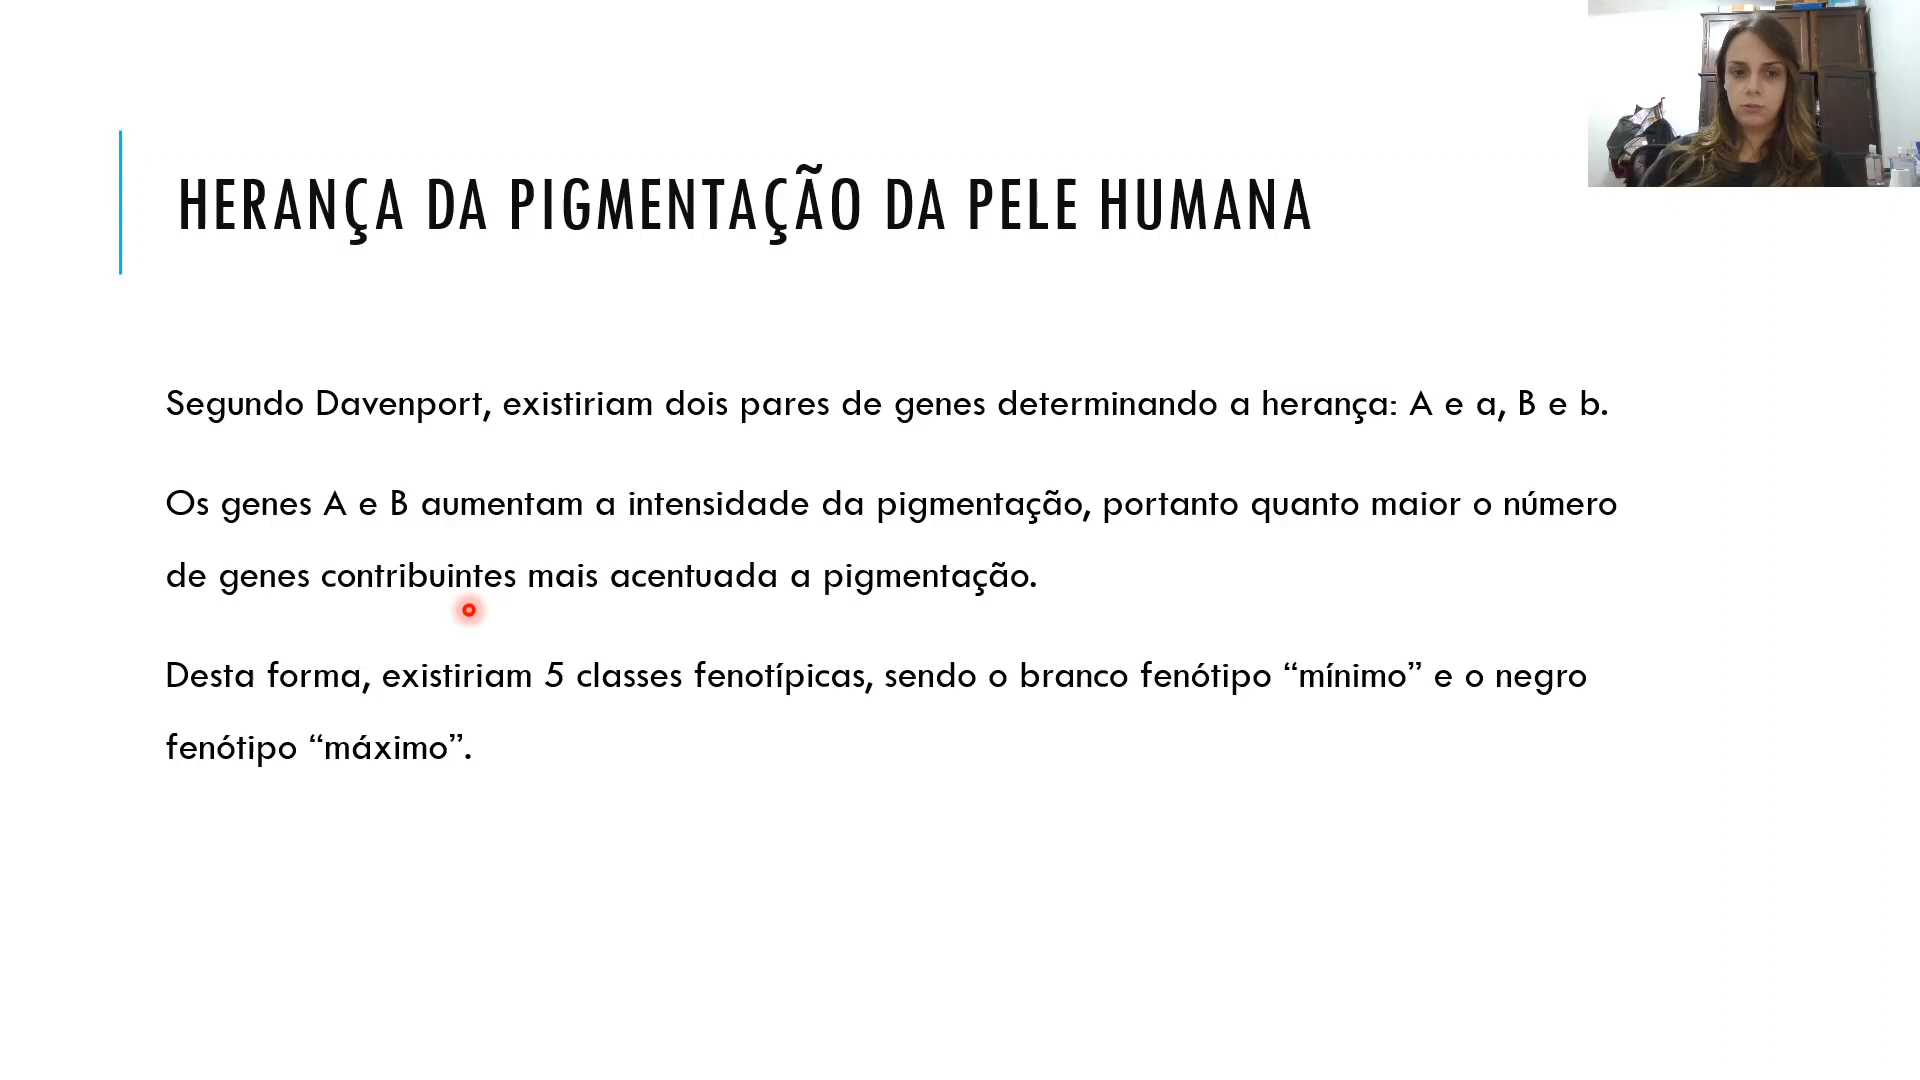 HERANÇA DA PIGMENTAÇÃO DA PELE HUMANA
Segundo Davenport, existiriam dois pares de genes determinando a herança: A e a, B e b.
Os genes A e B aumentam a intensidade da pigmentação, portanto quanto maior o número
de genes contribuintes mais acentuada a pigmentação.
Desta forma, existiriam 5 classes fenotípicas, sendo o branco fenótipo “mínimo” e o negro
fenótipo “máximo”.